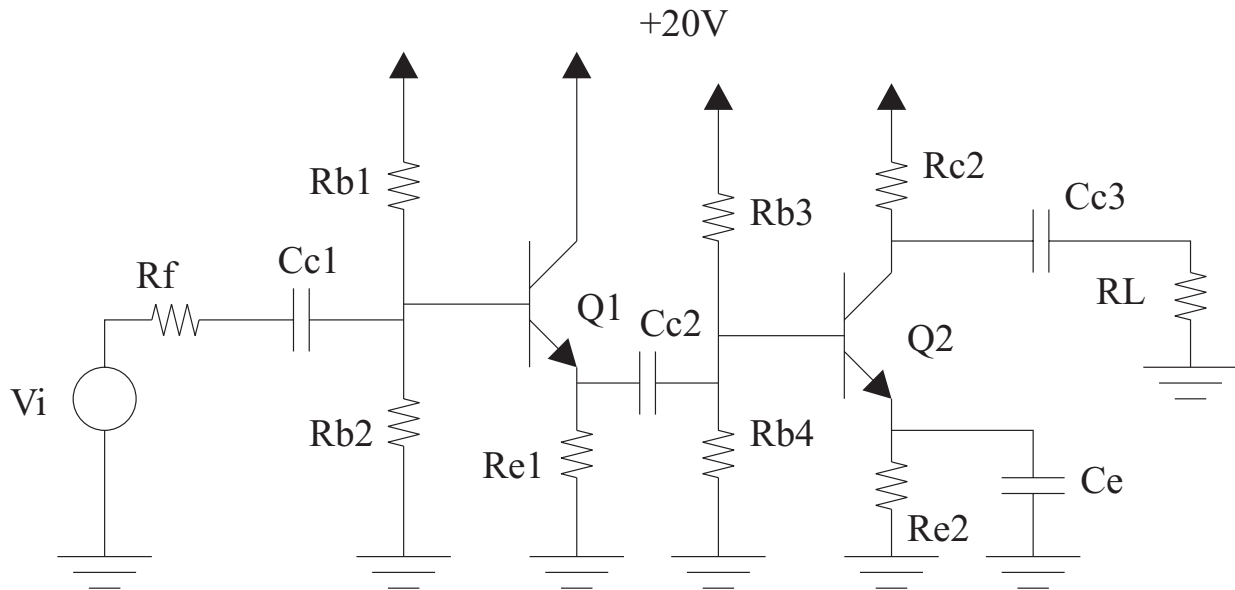 +20V
Rb1
Rc2
Rb3
Cc3
Cc1
Rf
RL
Q1
Cc2
Q2
Vi
Rb2
Rb4
Re1
Ce
Re2